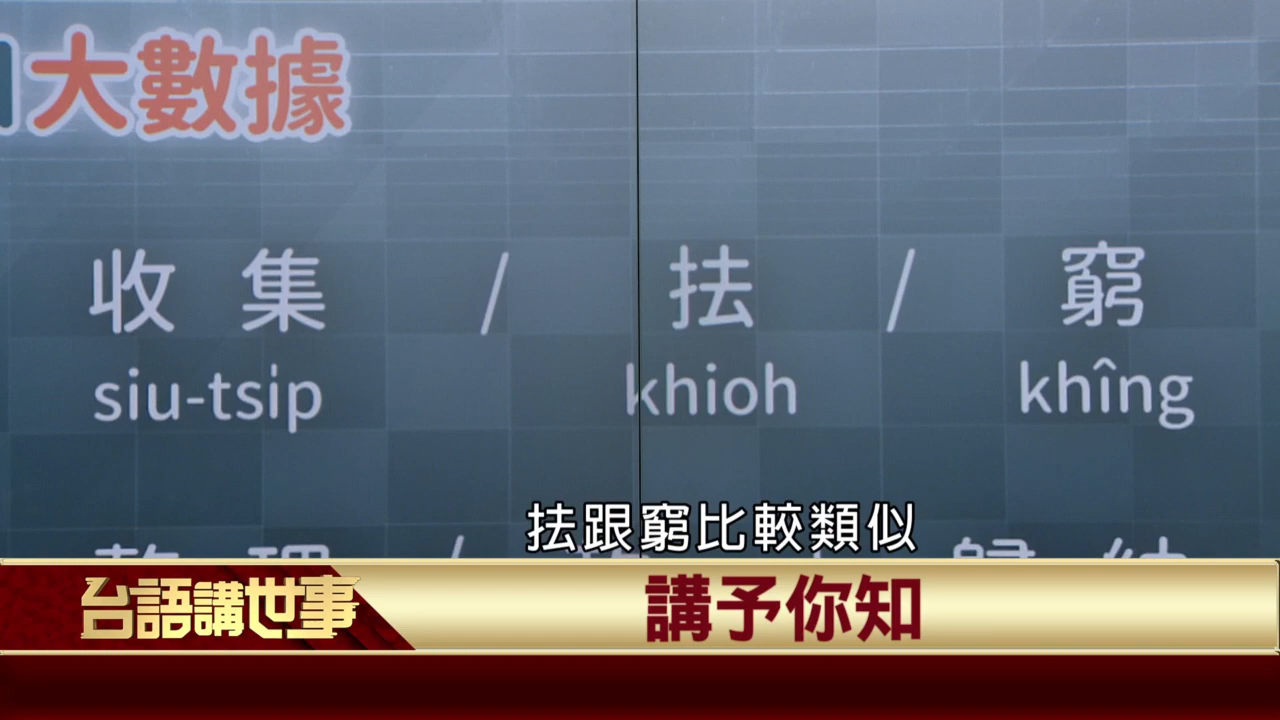 大數據
收集 / 抾 / 窮
siu-tsip khioh khîng
抾跟窮比較類似
台語講世事
講予你知